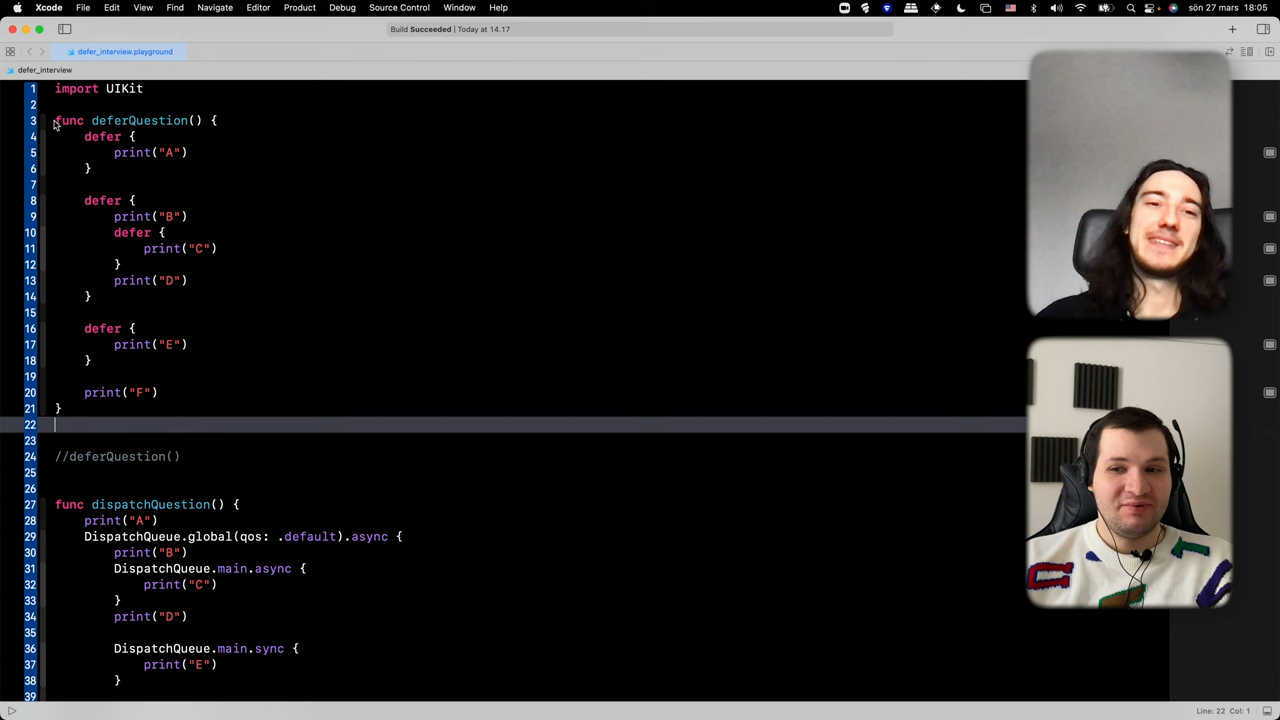 Xcode File Edit View Find Navigate Editor Product Debug Source Control Window Help sön 27 mars 18:05
Build Succeeded | Today at 14.17
defer_interview.playground
defer_interview
1 import UIKit
2
3 func deferQuestion() {
4 defer {
5 print("A")
6 }
7
8 defer {
9 print("B")
10 defer {
11 print("C")
12 }
13 print("D")
14 }
15
16 defer {
17 print("E")
18 }
19
20 print("F")
21 }
22
23
24 //deferQuestion()
25
26
27 func dispatchQuestion() {
28 print("A")
29 DispatchQueue.global(qos: .default).async {
30 print("B")
31 DispatchQueue.main.async {
32 print("C")
33 }
34 print("D")
35
36 DispatchQueue.main.sync {
37 print("E")
38 }
39
Line: 22 Col: 1